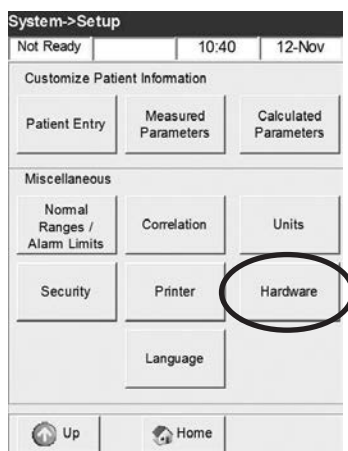 System->Setup
Not Ready 10:40 12-Nov
Customize Patient Information
Patient Entry
Measured
Parameters
Calculated
Parameters
Miscellaneous
Normal
Ranges /
Alarm Limits
Correlation
Units
Security
Printer
Hardware
Language
Up
Home